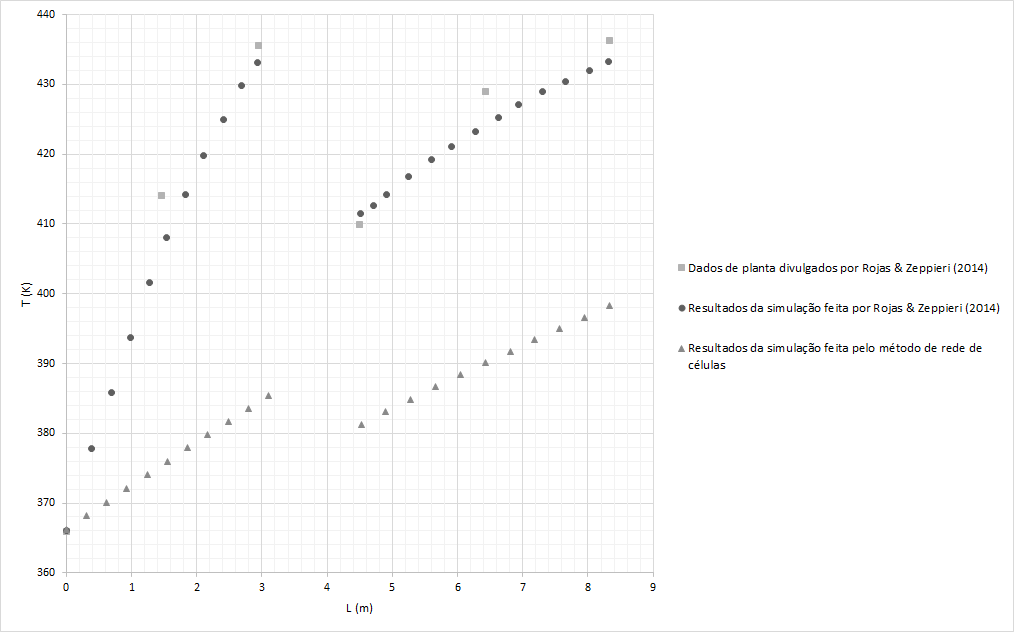 440
430
420
410
400
390
380
370
360
T (K)
0 1 2 3 4 5 6 7 8 9
L (m)
Dados de planta divulgados por Rojas & Zeppieri (2014)
Resultados da simulação feita por Rojas & Zeppieri (2014)
Resultados da simulação feita pelo método de rede de
células